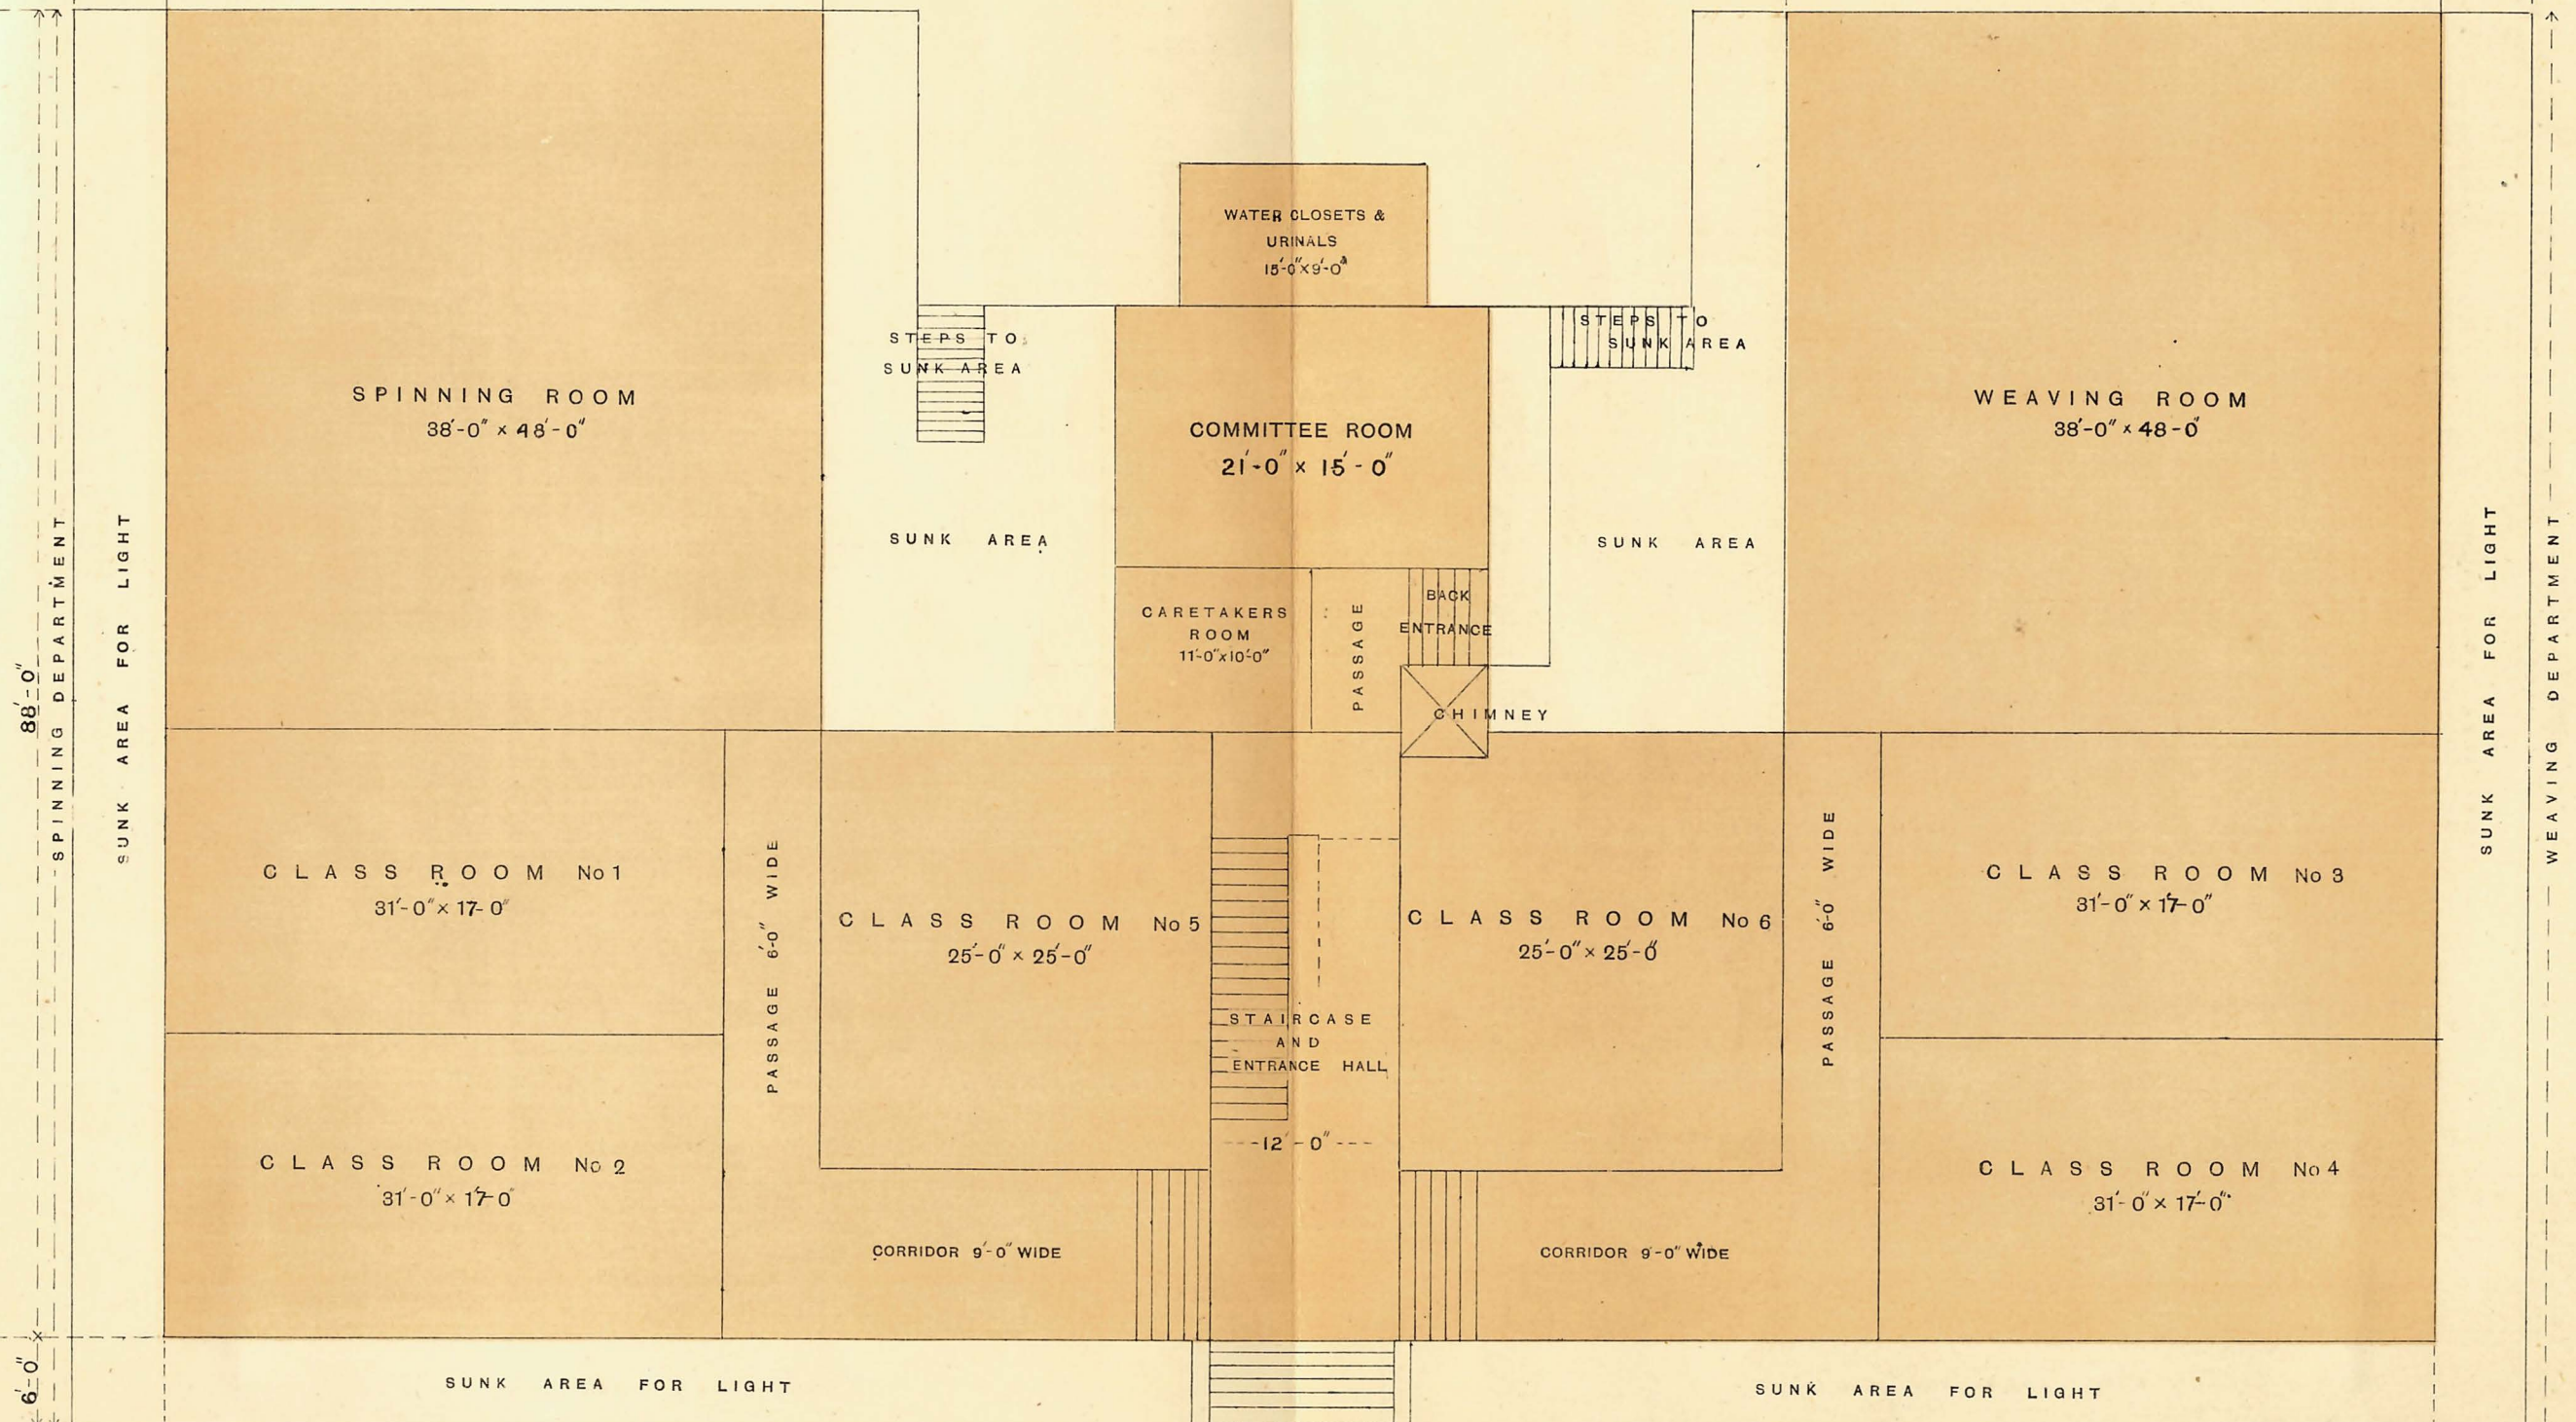 SPINNING DEPARTMENT
88'-0"
6'-0"
SUNK AREA FOR LIGHT
SPINNING ROOM
38'-0" x 48'-0"
STEPS TO
SUNK AREA
SUNK AREA
WATER CLOSETS &
URINALS
15'-0" x 9'-0"
COMMITTEE ROOM
21'-0" x 15'-0"
CARETAKERS
ROOM
11'-0" x 10'-0"
PASSAGE
BACK
ENTRANCE
CHIMNEY
STEPS TO
SUNK AREA
SUNK AREA
WEAVING ROOM
38'-0" x 48-0'
SUNK AREA FOR LIGHT
WEAVING DEPARTMENT
CLASS ROOM No 1
31'-0" x 17-0"
CLASS ROOM No 2
31'-0" x 17-0"
PASSAGE 6'-0" WIDE
CLASS ROOM No 5
25'-0" x 25'-0"
STAIRCASE
AND
ENTRANCE HALL
12'-0"
CLASS ROOM No 6
25'-0" x 25'-0"
PASSAGE 6'-0" WIDE
CLASS ROOM No 3
31'-0" x 17'-0"
CLASS ROOM No 4
31'-0" x 17'-0"
CORRIDOR 9'-0" WIDE
CORRIDOR 9'-0" WIDE
SUNK AREA FOR LIGHT
SUNK AREA FOR LIGHT